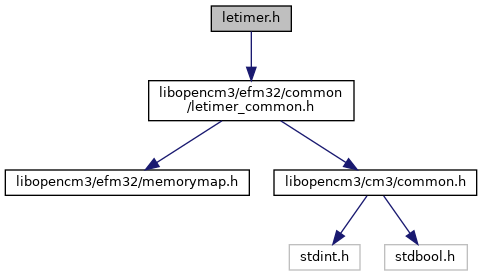 letimer.h
libopencm3/efm32/common
/letimer_common.h
libopencm3/efm32/memorymap.h
libopencm3/cm3/common.h
stdint.h
stdbool.h